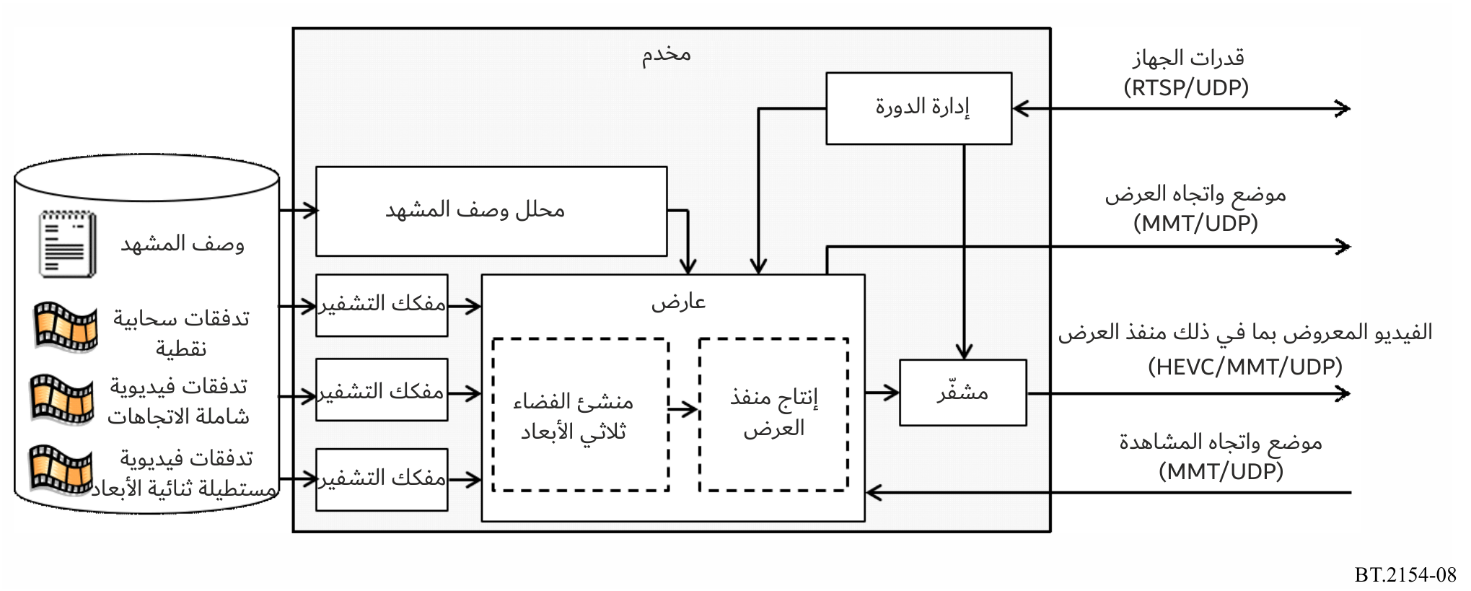 مخدم
قدرات الجهاز
(RTSP/UDP)
إدارة الدورة
موضع واتجاه العرض
(MMT/UDP)
محلل وصف المشهد
وصف المشهد
مفكك التشفير
عارض
تدفقات سحابية
نقطية
الفيديو المعروض بما في ذلك منفذ العرض
(HEVC/MMT/UDP)
تدفقات فيديوية
شاملة الاتجاهات
مفكك التشفير
منشئ الفضاء
ثلاثي الأبعاد
إنتاج منفذ
العرض
مشفّر
موضع واتجاه المشاهدة
(MMT/UDP)
تدفقات فيديوية
مستطيلة ثنائية الأبعاد
مفكك التشفير
BT.2154-08